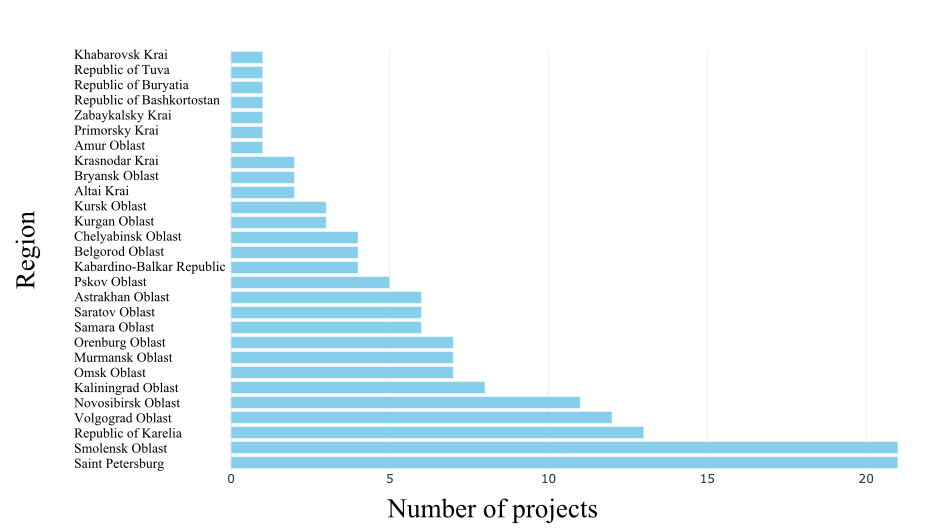 Khabarovsk Krai
Republic of Tuva
Republic of Buryatia
Republic of Bashkortostan
Zabaykalsky Krai
Primorsky Krai
Amur Oblast
Krasnodar Krai
Bryansk Oblast
Altai Krai
Kursk Oblast
Kurgan Oblast
Chelyabinsk Oblast
Belgorod Oblast
Kabardino-Balkar Republic
Pskov Oblast
Astrakhan Oblast
Saratov Oblast
Samara Oblast
Orenburg Oblast
Murmansk Oblast
Omsk Oblast
Kaliningrad Oblast
Novosibirsk Oblast
Volgograd Oblast
Republic of Karelia
Smolensk Oblast
Saint Petersburg
Region
0 5 10 15 20
Number of projects